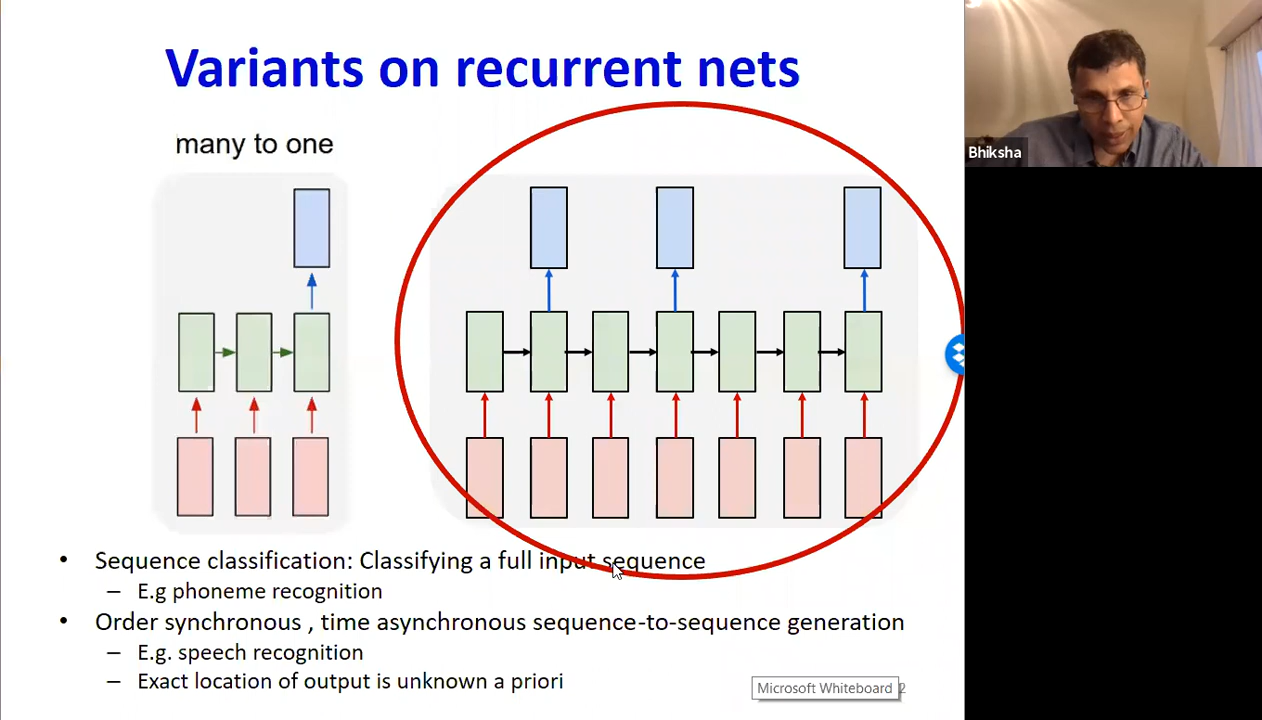 Variants on recurrent nets
many to one
Bhiksha
• Sequence classification: Classifying a full input sequence
– E.g phoneme recognition
• Order synchronous , time asynchronous sequence-to-sequence generation
– E.g. speech recognition
– Exact location of output is unknown a priori
Microsoft Whiteboard 2